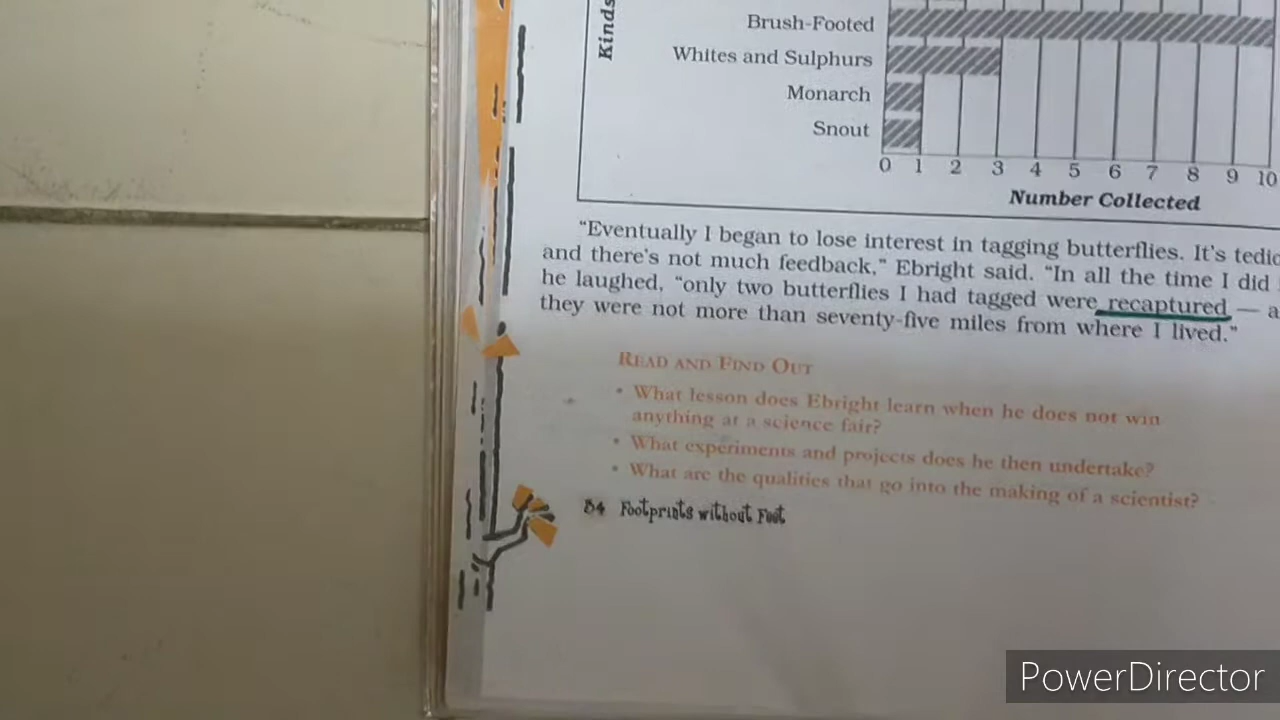 Kinds
Brush-Footed
Whites and Sulphurs
Monarch
Snout
0 1 2 3 4 5 6 7 8 9 10
Number Collected
"Eventually I began to lose interest in tagging butterflies. It's
and there's not much feedback," Ebright said. "In all the time I did
he laughed, "only two butterflies I had tagged were recaptured —
they were not more than seventy-five miles from where I lived."
READ AND FIND OUT
• What lesson does Ebright learn when he does not win
anything at a science fair?
• What experiments and projects does he then undertake?
• What are the qualities that go into the making of a scientist?
34 Footprints without Feet
PowerDirector